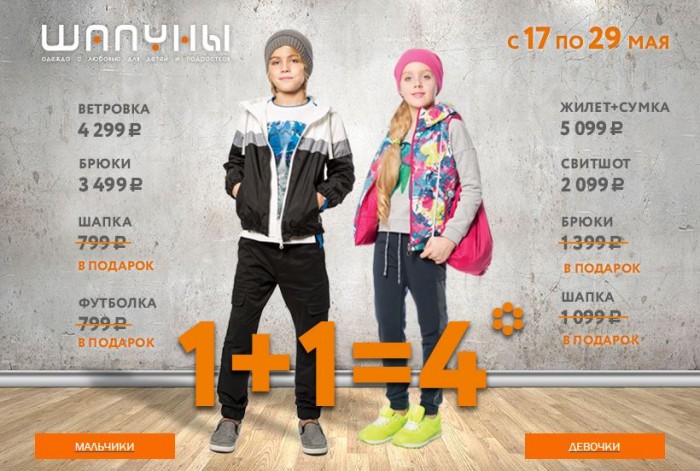 ШАЛУНЫ
одежда с любовью для детей и подростков
С 17 ПО 29 МАЯ
ВЕТРОВКА
4 299 ₽
БРЮКИ
3 499 ₽
ШАПКА
799 ₽
В ПОДАРОК
ФУТБОЛКА
799 ₽
В ПОДАРОК
ЖИЛЕТ+СУМКА
5 099 ₽
СВИТШОТ
2 099 ₽
БРЮКИ
1 399 ₽
В ПОДАРОК
ШАПКА
1 099 ₽
В ПОДАРОК
1+1=4
МАЛЬЧИКИ
ДЕВОЧКИ